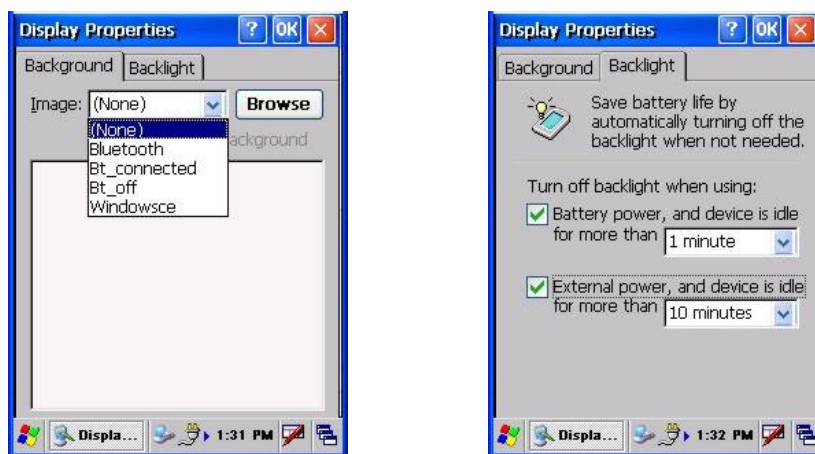 Display Properties ? OK
Background Backlight
Image: (None) Browse
(None)
ackground
Bluetooth
Bt_connected
Bt_off
Windowsce
Displa... 1:31 PM
Display Properties ? OK
Background Backlight
Save battery life by
automatically turning off the
backlight when not needed.
Turn off backlight when using:
Battery power, and device is idle
for more than 1 minute
External power, and device is idle
for more than 10 minutes
Displa... 1:32 PM